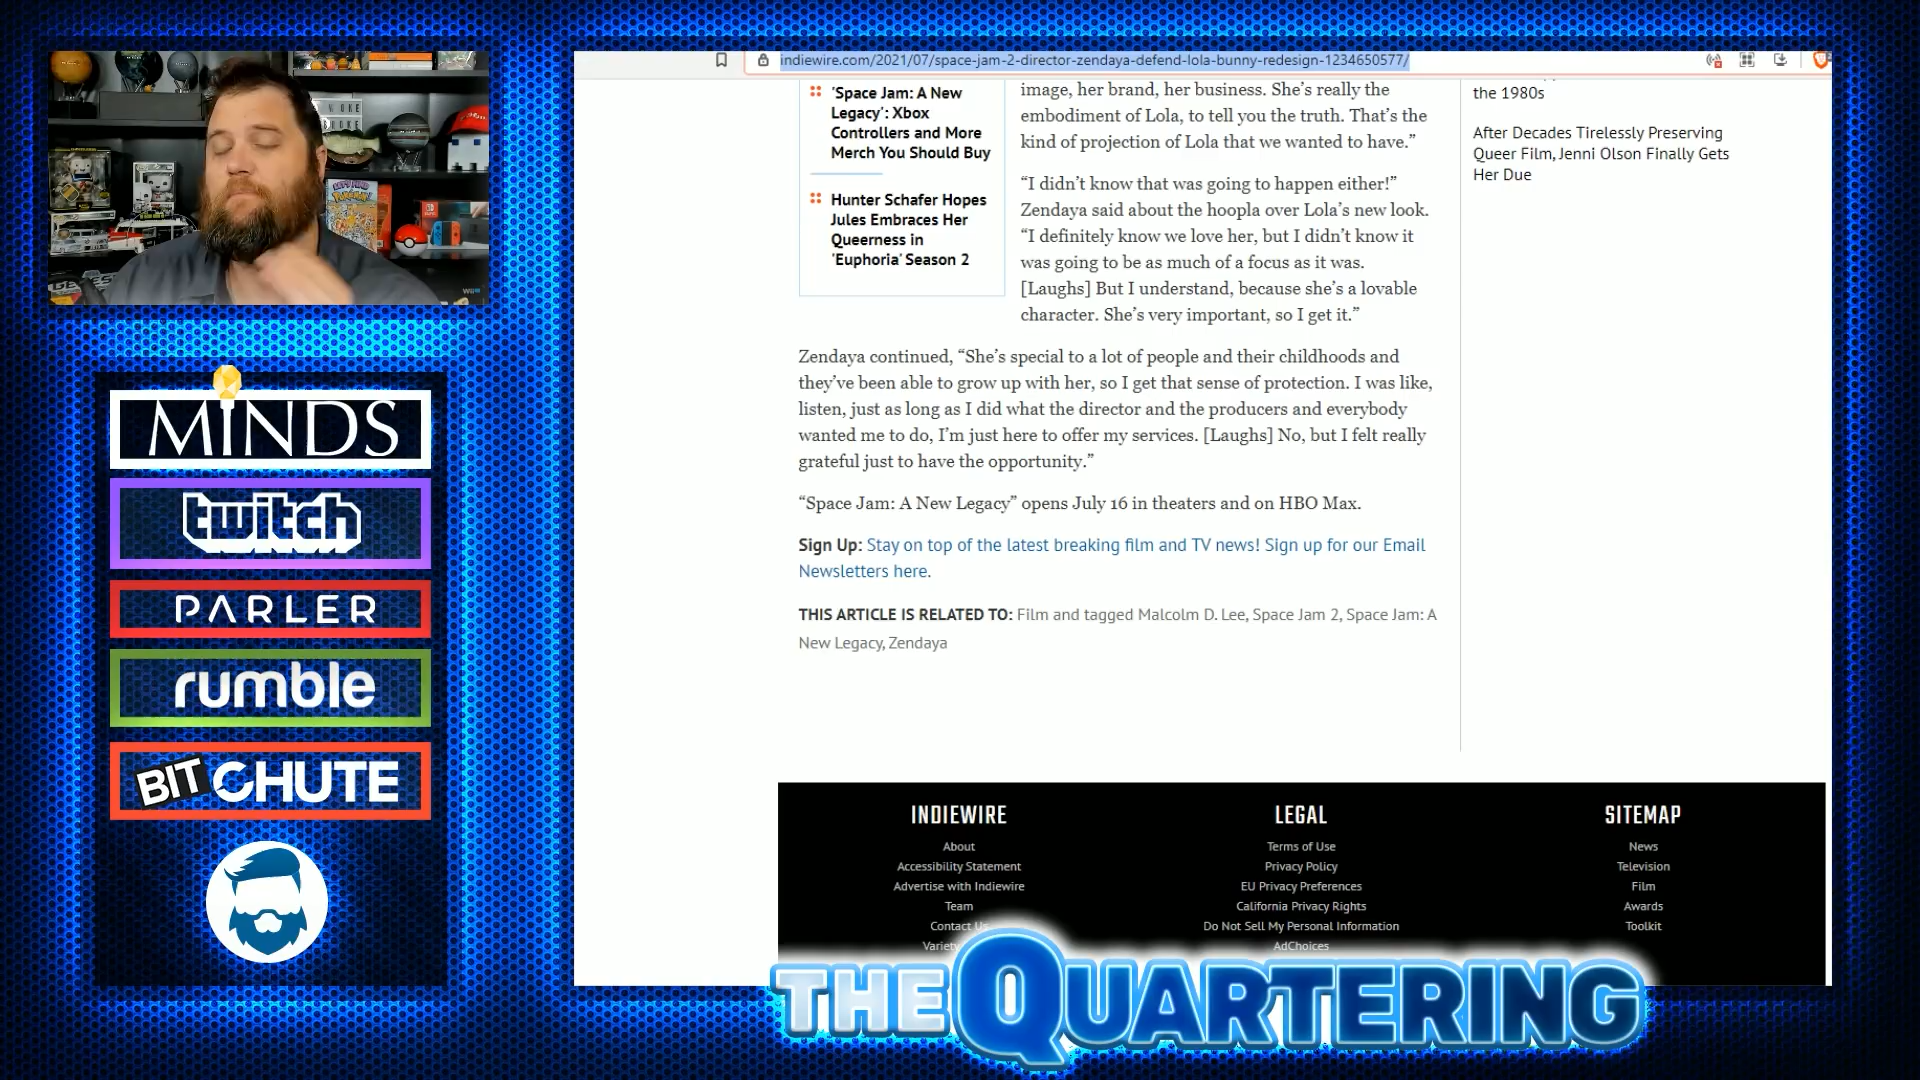 indiewire.com/2021/07/space-jam-2-director-zendaya-defend-lola-bunny-redesign-1234650577/
WOKE
LET'S FIND
POKÉMON
MINDS
twitch
PARLER
rumble
BITCHUTE
'Space Jam: A New
Legacy': Xbox
Controllers and More
Merch You Should Buy
Hunter Schafer Hopes
Jules Embraces Her
Queerness in
'Euphoria' Season 2
image, her brand, her business. She's really the
embodiment of Lola, to tell you the truth. That's the
kind of projection of Lola that we wanted to have.”
“I didn't know that was going to happen either!”
Zendaya said about the hoopla over Lola's new look.
“I definitely know we love her, but I didn't know it
was going to be as much of a focus as it was.
[Laughs] But I understand, because she's a lovable
character. She's very important, so I get it.”
Zendaya continued, “She's special to a lot of people and their childhoods and
they've been able to grow up with her, so I get that sense of protection. I was like,
listen, just as long as I did what the director and the producers and everybody
wanted me to do, I'm just here to offer my services. [Laughs] No, but I felt really
grateful just to have the opportunity.”
“Space Jam: A New Legacy” opens July 16 in theaters and on HBO Max.
Sign Up: Stay on top of the latest breaking film and TV news! Sign up for our Email
Newsletters here.
THIS ARTICLE IS RELATED TO: Film and tagged Malcolm D. Lee, Space Jam 2, Space Jam: A
New Legacy, Zendaya
the 1980s
After Decades Tirelessly Preserving
Queer Film, Jenni Olson Finally Gets
Her Due
INDIEWIRE
About
Accessibility Statement
Advertise with Indiewire
Team
Contact Us
Variety
LEGAL
Terms of Use
Privacy Policy
EU Privacy Preferences
California Privacy Rights
Do Not Sell My Personal Information
AdChoices
SITEMAP
News
Television
Film
Awards
Toolkit
THE QUARTERING